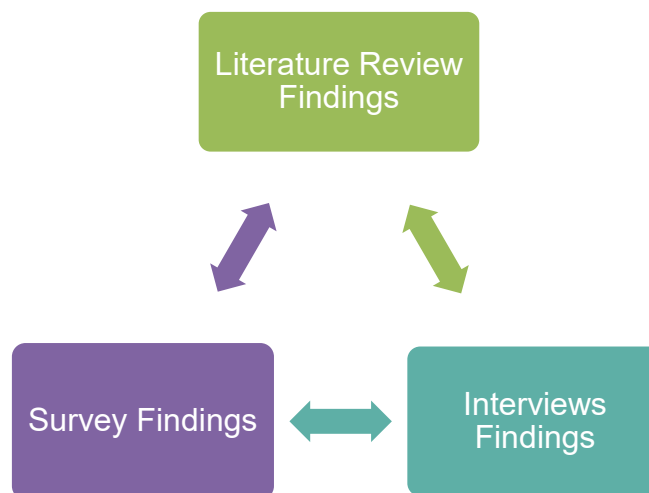 Literature Review
Findings
Survey Findings
Interviews
Findings